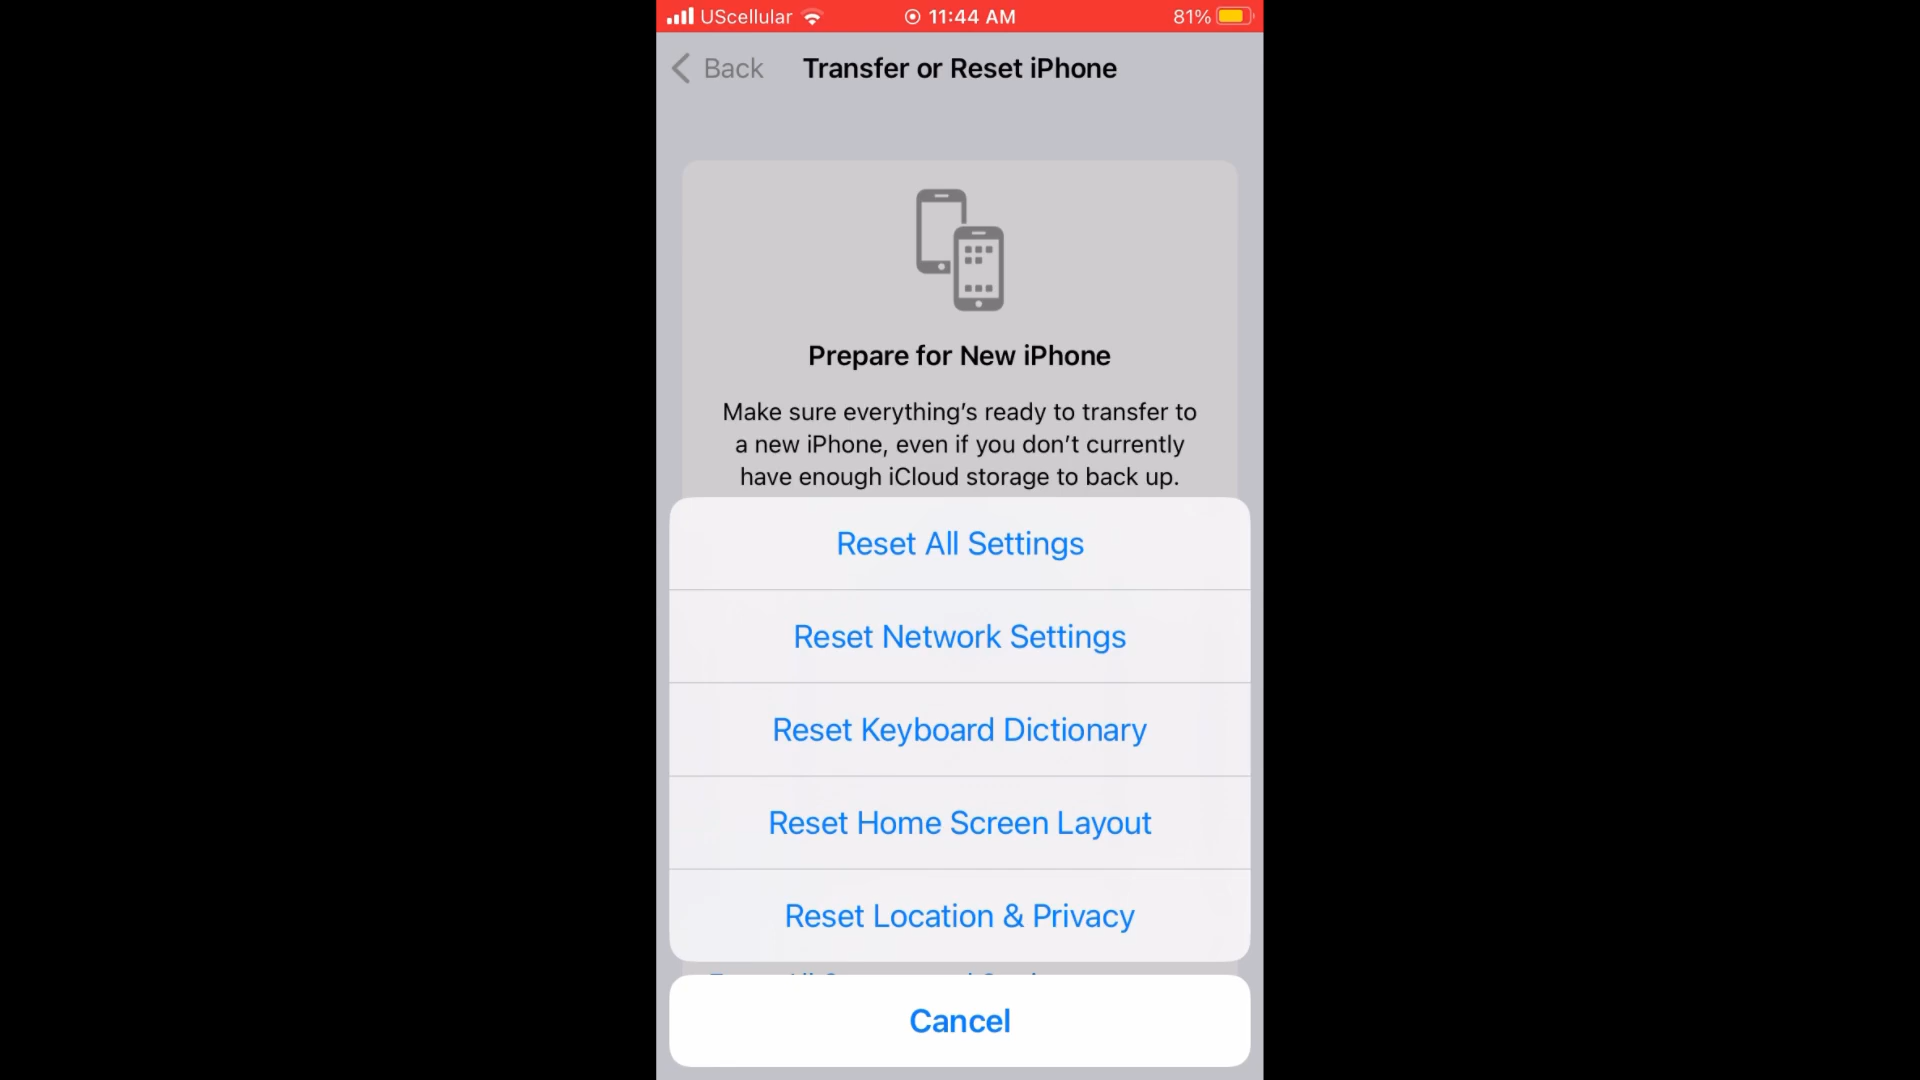 UScellular 11:44 AM 81%
Back Transfer or Reset iPhone
Prepare for New iPhone
Make sure everything's ready to transfer to
a new iPhone, even if you don't currently
have enough iCloud storage to back up.
Reset All Settings
Reset Network Settings
Reset Keyboard Dictionary
Reset Home Screen Layout
Reset Location & Privacy
Cancel